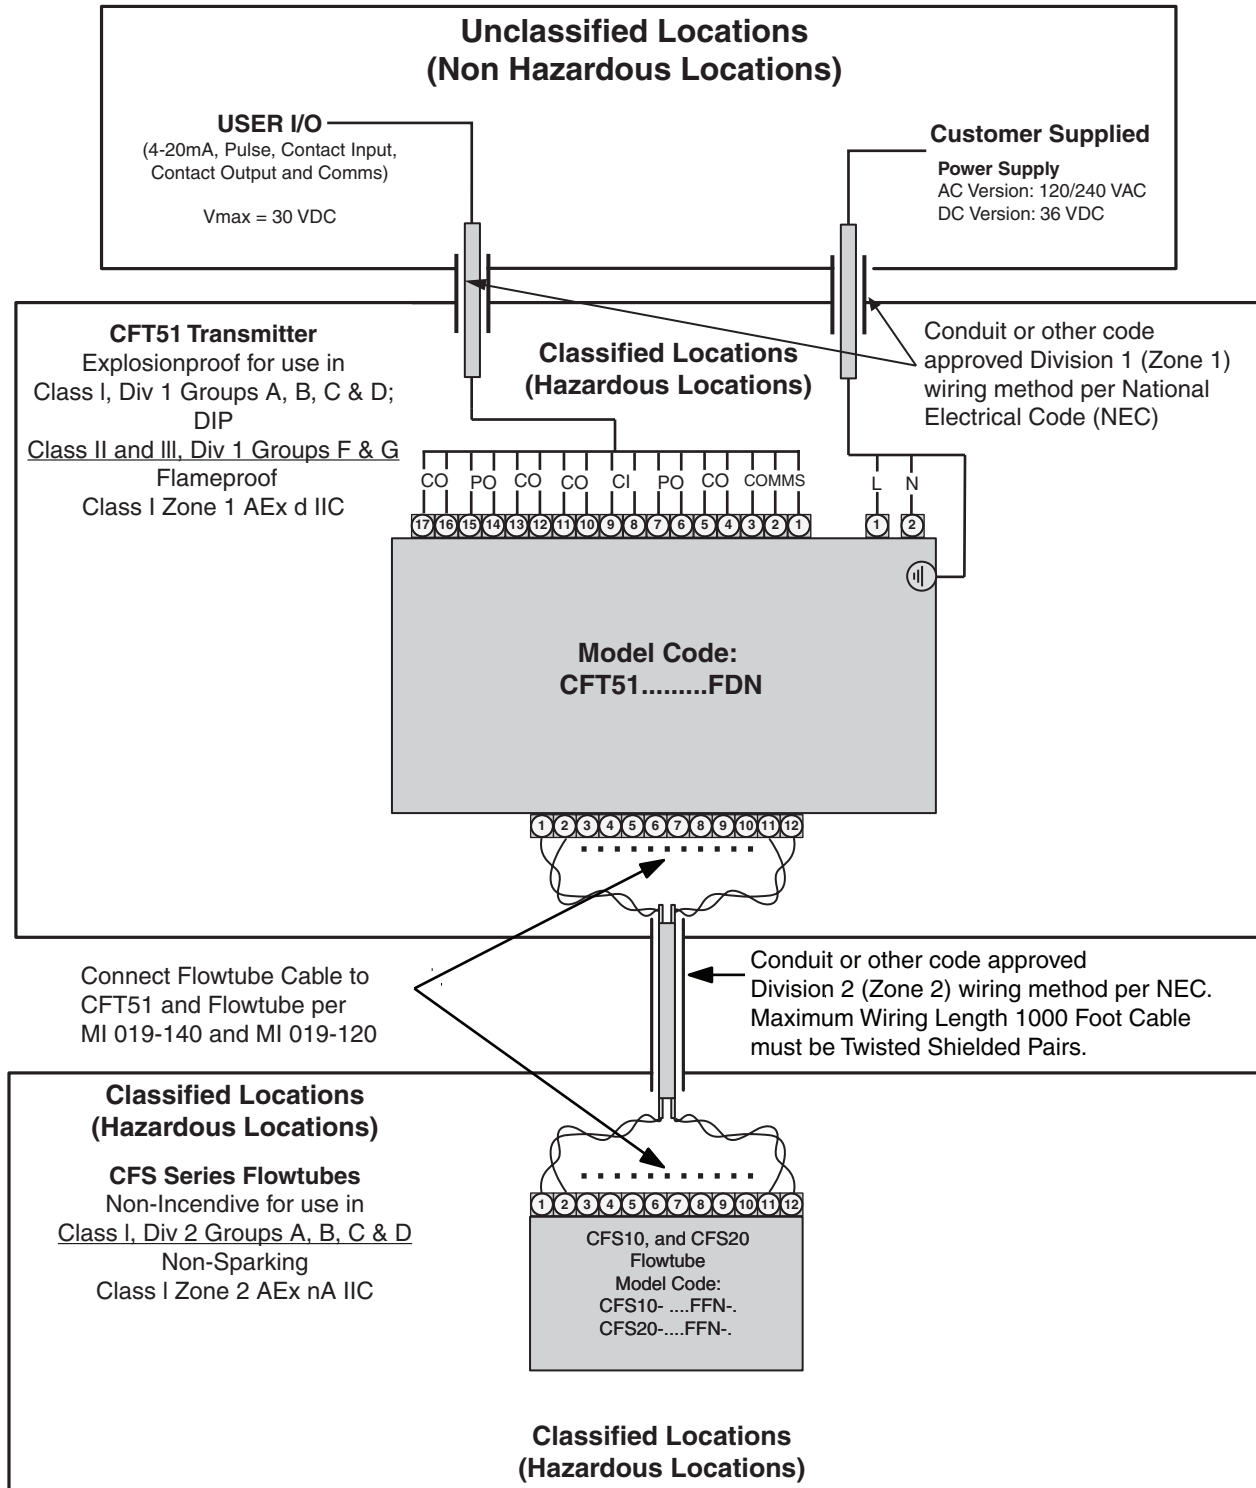 Unclassified Locations
(Non Hazardous Locations)
USER I/O
(4-20mA, Pulse, Contact Input,
Contact Output and Comms)
Vmax = 30 VDC
Customer Supplied
Power Supply
AC Version: 120/240 VAC
DC Version: 36 VDC
CFT51 Transmitter
Explosionproof for use in
Class I, Div 1 Groups A, B, C & D;
DIP
Class II and III, Div 1 Groups F & G
Flameproof
Class I Zone 1 AEx d IIC
Classified Locations
(Hazardous Locations)
Conduit or other code
approved Division 1 (Zone 1)
wiring method per National
Electrical Code (NEC)
CO PO CO CO CI PO CO COMMS L N
17 16 15 14 13 12 11 10 9 8 7 6 5 4 3 2 1 1 2
Model Code:
CFT51.........FDN
1 2 3 4 5 6 7 8 9 10 11 12
Connect Flowtube Cable to
CFT51 and Flowtube per
MI 019-140 and MI 019-120
Conduit or other code approved
Division 2 (Zone 2) wiring method per NEC.
Maximum Wiring Length 1000 Foot Cable
must be Twisted Shielded Pairs.
Classified Locations
(Hazardous Locations)
CFS Series Flowtubes
Non-Incendive for use in
Class I, Div 2 Groups A, B, C & D
Non-Sparking
Class I Zone 2 AEx nA IIC
1 2 3 4 5 6 7 8 9 10 11 12
CFS10, and CFS20
Flowtube
Model Code:
CFS10- ....FFN-.
CFS20-....FFN-.
Classified Locations
(Hazardous Locations)